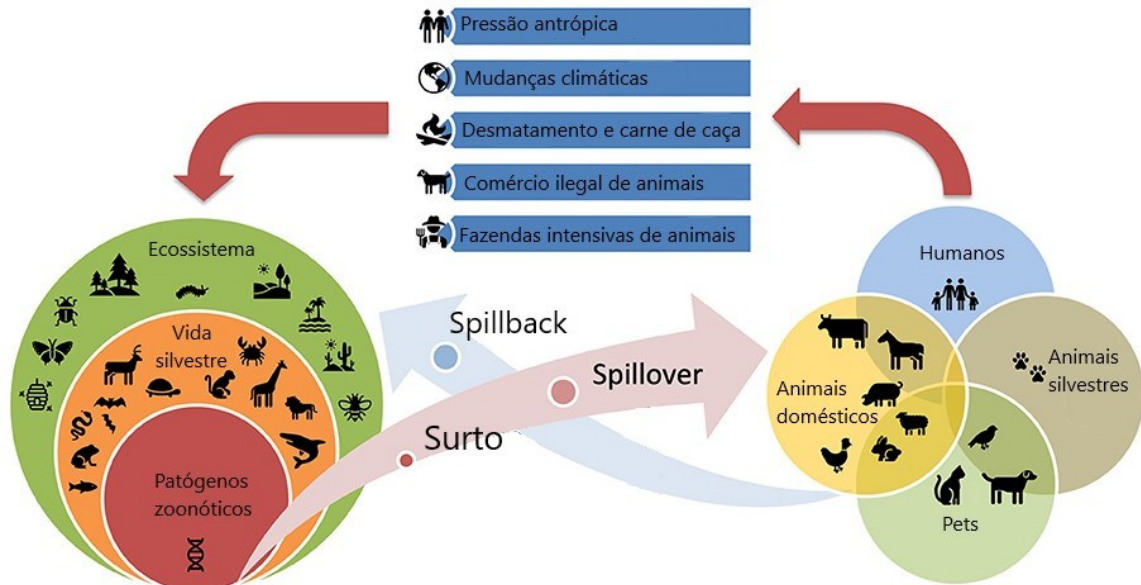 Pressão antrópica
Mudanças climáticas
Desmatamento e carne de caça
Comércio ilegal de animais
Fazendas intensivas de animais
Ecossistema
Vida
silvestre
Patógenos
zoonóticos
Spillback
Spillover
Surto
Humanos
Animais
domésticos
Animais
silvestres
Pets